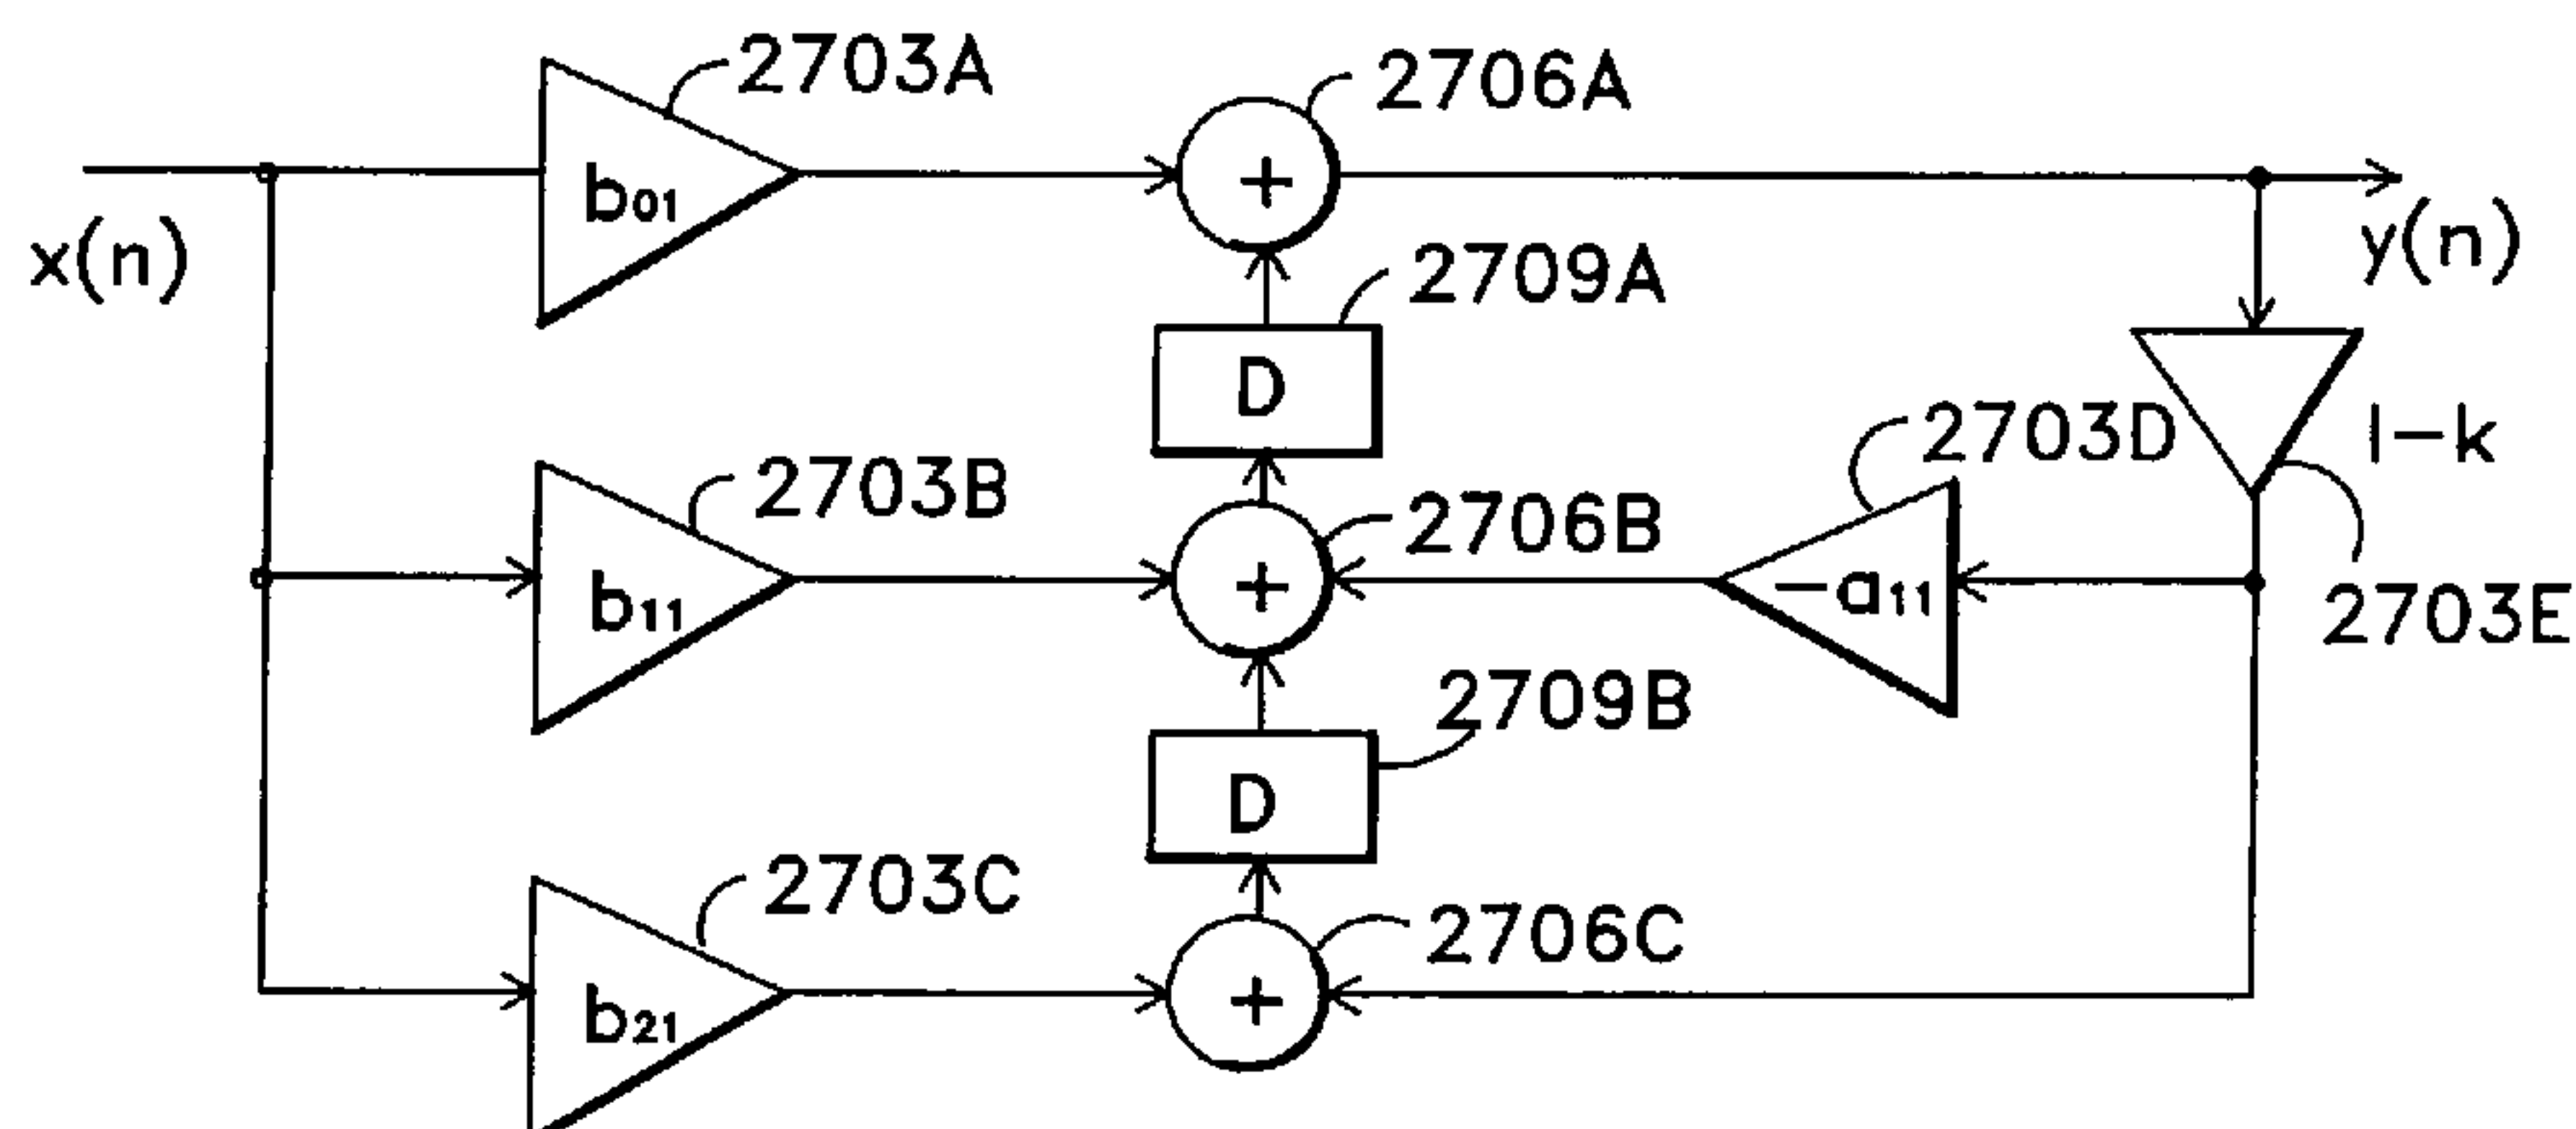 2703A
2706A
b01
+
x(n)
y(n)
2709A
D
1-k
2703D
2703B
2706B
b11
+
-a11
2703E
2709B
D
2703C
2706C
b21
+